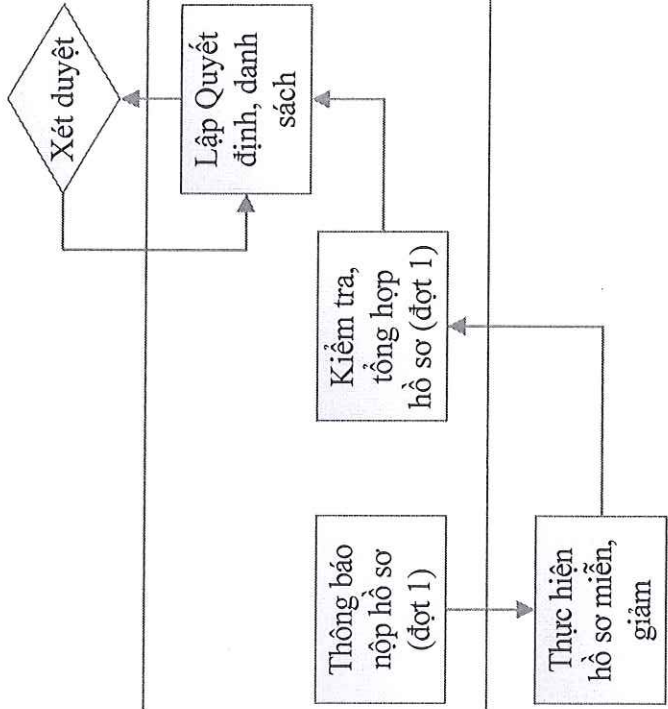 Thông báo
nộp hồ sơ
(đợt 1)
Thực hiện
hồ sơ miễn,
giảm
Kiểm tra,
tổng hợp
hồ sơ (đợt 1)
Lập Quyết
định, danh
sách
Xét duyệt